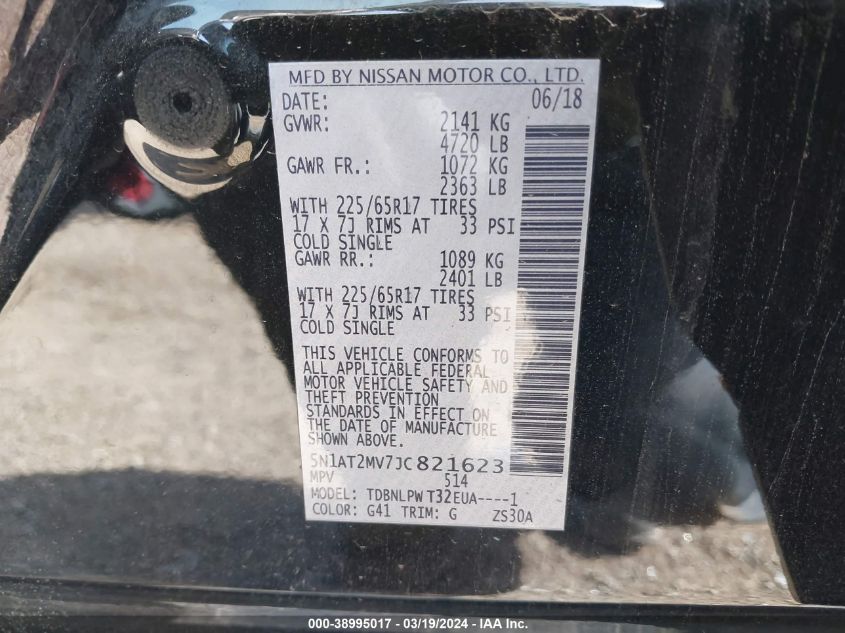 MFD BY NISSAN MOTOR CO., LTD.
DATE: 06/18
GVWR: 2141 KG
4720 LB
GAWR FR.: 1072 KG
2363 LB
WITH 225/65R17 TIRES
17 X 7J RIMS AT 33 PSI
COLD SINGLE
GAWR RR.: 1089 KG
2401 LB
WITH 225/65R17 TIRES
17 X 7J RIMS AT 33 PSI
COLD SINGLE
THIS VEHICLE CONFORMS TO
ALL APPLICABLE FEDERAL
MOTOR VEHICLE SAFETY AND
THEFT PREVENTION
STANDARDS IN EFFECT ON
THE DATE OF MANUFACTURE
SHOWN ABOVE.
5N1AT2MV7JC821623
MPV 514
MODEL: TDBNLPW T32EUA----1
COLOR: G41 TRIM: G ZS30A
000-38995017 - 03/19/2024 - IAA Inc.